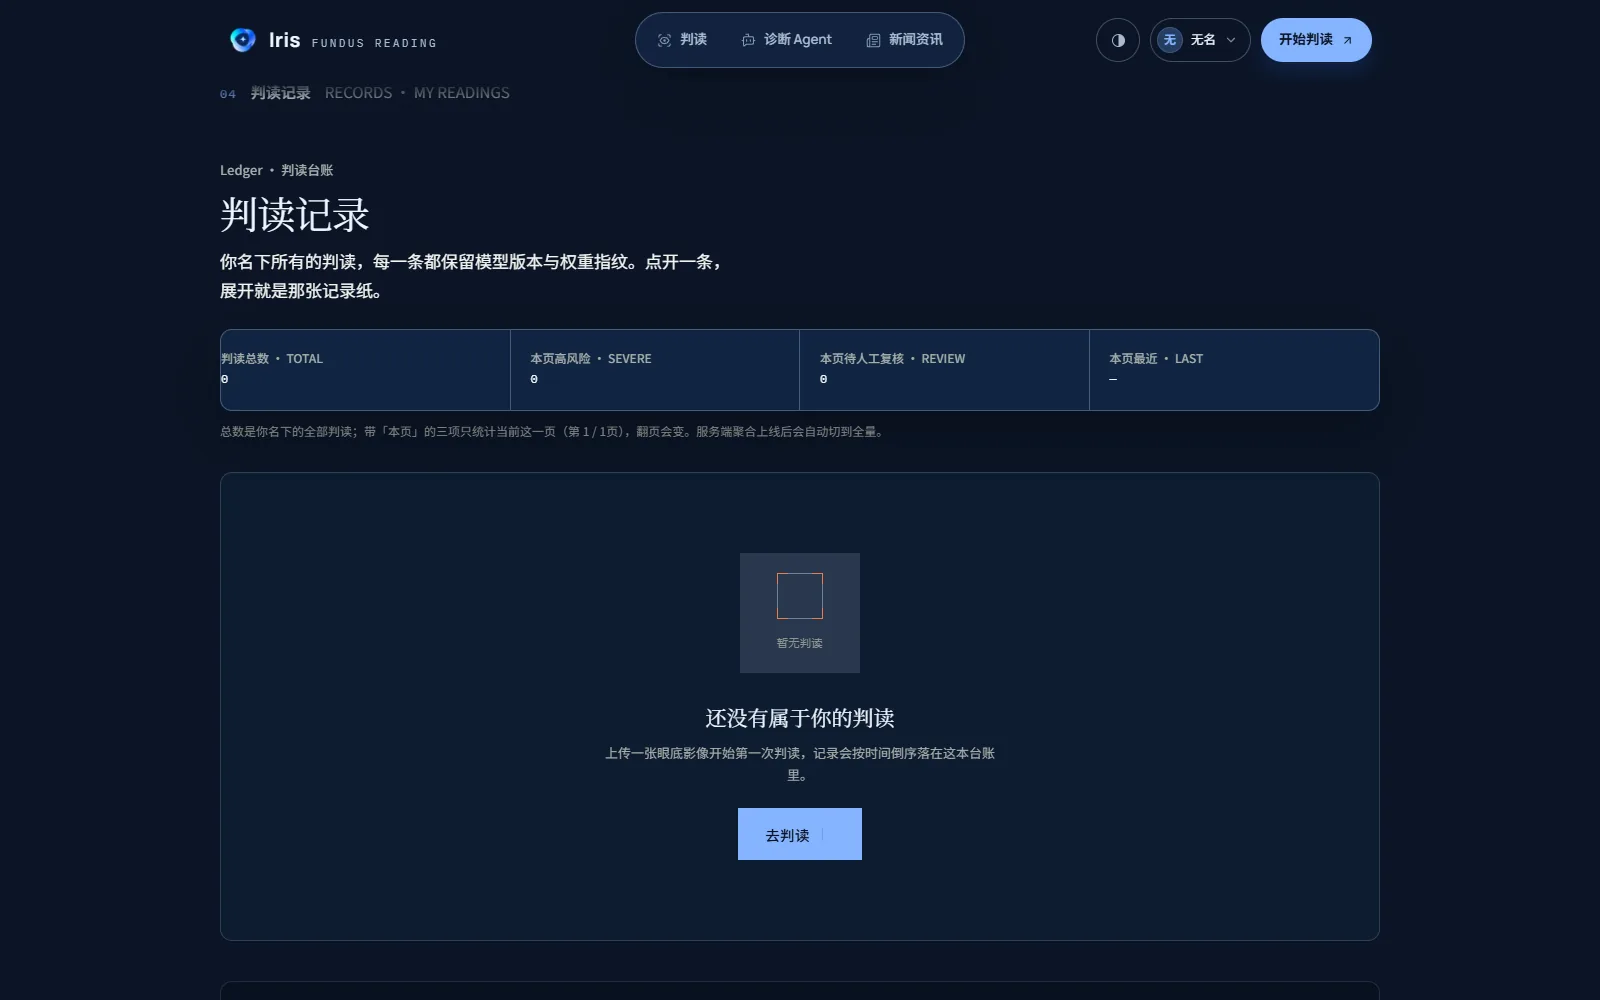 Iris FUNDUS READING
判读
诊断 Agent
新闻资讯
无 无名
开始判读
04 判读记录 RECORDS · MY READINGS
Ledger · 判读台账
判读记录
你名下所有的判读，每一条都保留模型版本与权重指纹。点开一条，
展开就是那张记录纸。
判读总数 · TOTAL
0
本页高风险 · SEVERE
0
本页待人工复核 · REVIEW
0
本页最近 · LAST
—
总数是你名下的全部判读；带「本页」的三项只统计当前这一页（第 1 / 1页），翻页会变。服务端聚合上线后会自动切到全量。
暂无判读
还没有属于你的判读
上传一张眼底影像开始第一次判读，记录会按时间倒序落在这本台账
里。
去判读